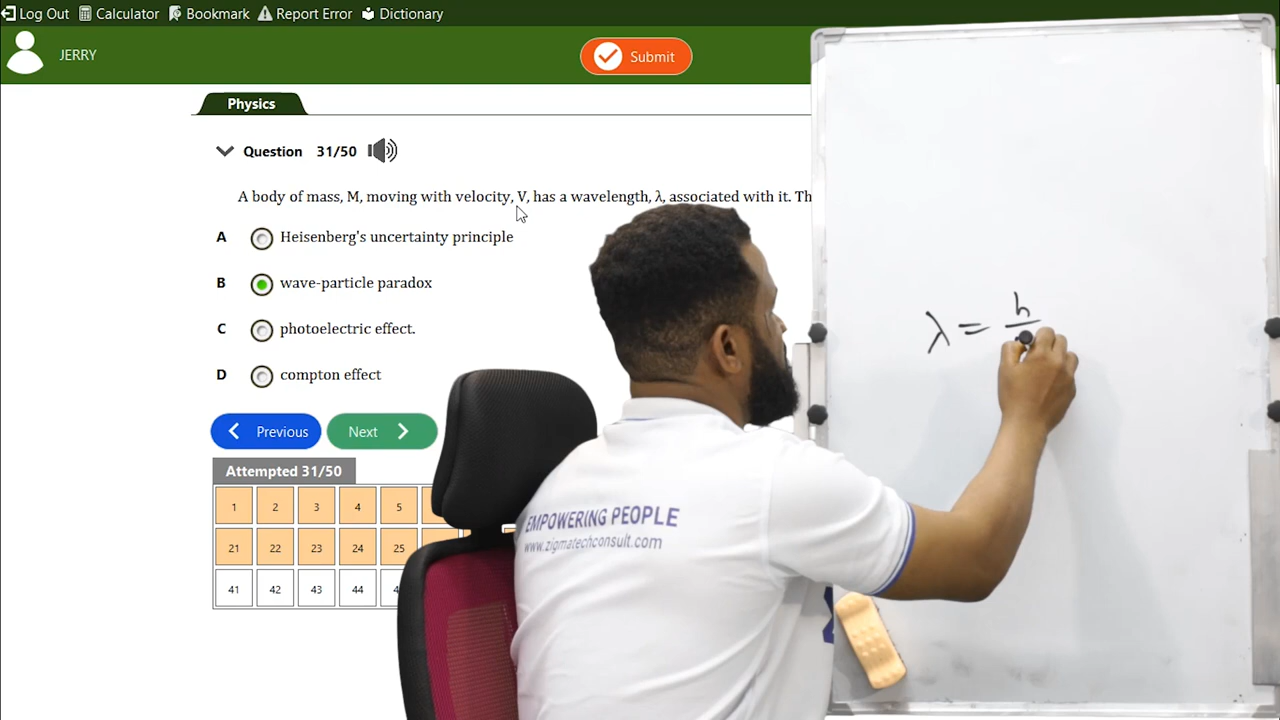 Log Out Calculator Bookmark Report Error Dictionary
JERRY
Submit
Physics
Question 31/50
A body of mass, M, moving with velocity, V, has a wavelength, λ, associated with it. Th
A Heisenberg's uncertainty principle
B wave-particle paradox
C photoelectric effect.
D compton effect
Previous Next
Attempted 31/50
1 2 3 4 5
21 22 23 24 25
41 42 43 44 4
λ = h
EMPOWERING PEOPLE
www.zigmatechconsult.com